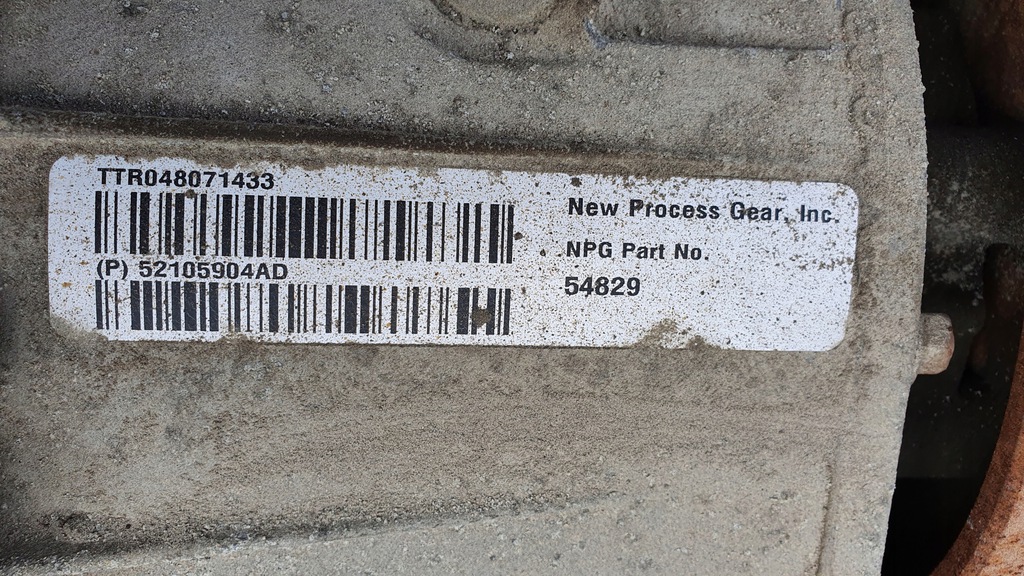 TTR048071433
(P) 52105904AD
New Process Gear, Inc.
NPG Part No.
54829